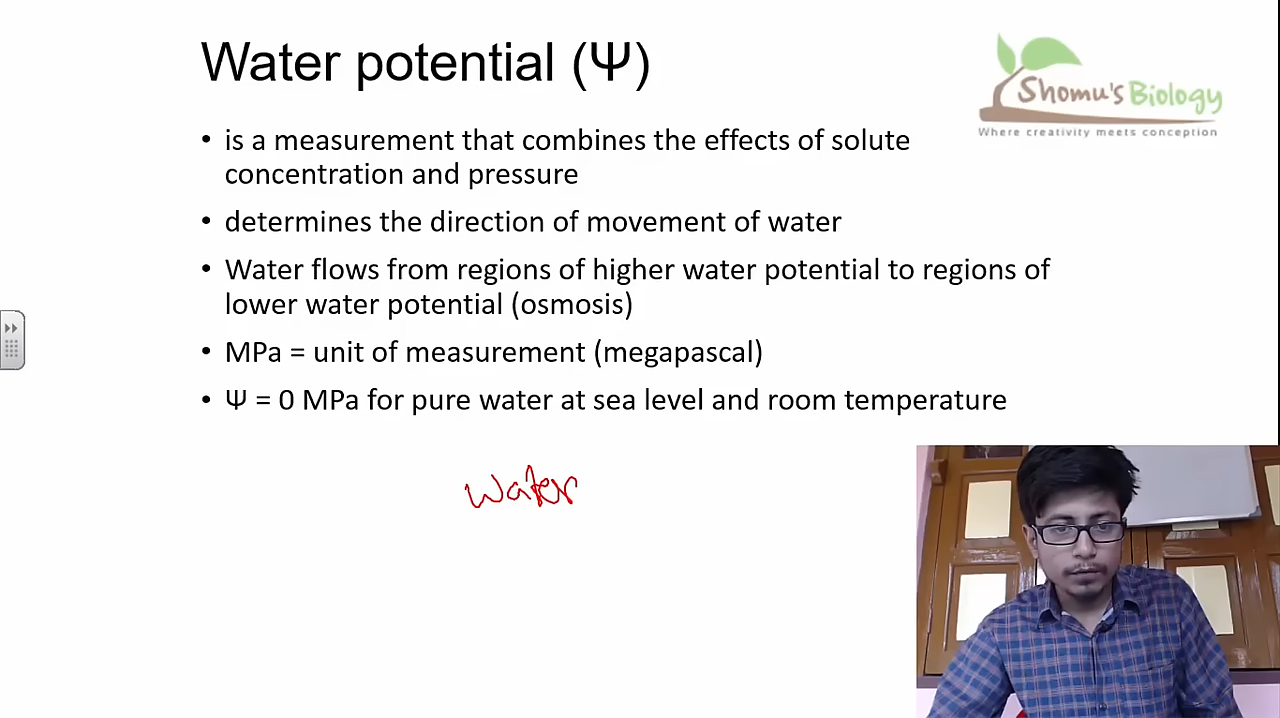 Water potential (Ψ)
Shomu's Biology
Where creativity meets conception
• is a measurement that combines the effects of solute
concentration and pressure
• determines the direction of movement of water
• Water flows from regions of higher water potential to regions of
lower water potential (osmosis)
• MPa = unit of measurement (megapascal)
• Ψ = 0 MPa for pure water at sea level and room temperature
water